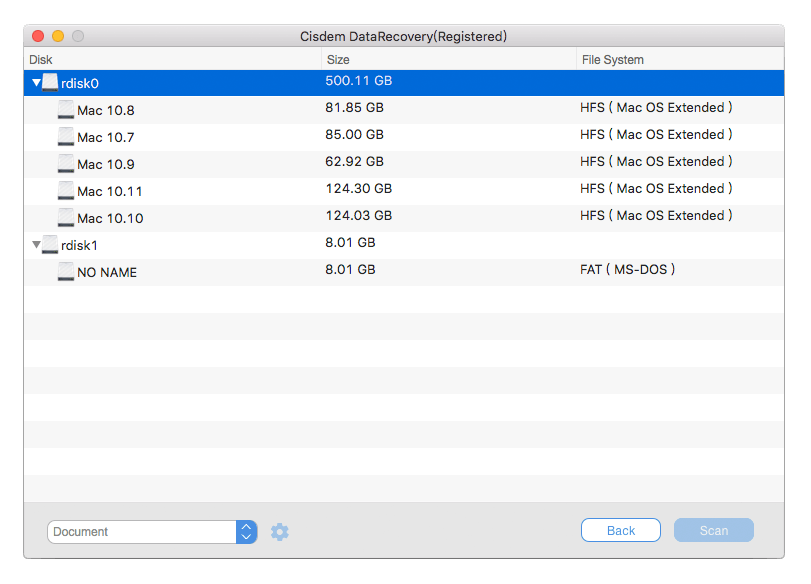 Cisdem DataRecovery(Registered)
Disk Size File System
rdisk0 500.11 GB
Mac 10.8 81.85 GB HFS ( Mac OS Extended )
Mac 10.7 85.00 GB HFS ( Mac OS Extended )
Mac 10.9 62.92 GB HFS ( Mac OS Extended )
Mac 10.11 124.30 GB HFS ( Mac OS Extended )
Mac 10.10 124.03 GB HFS ( Mac OS Extended )
rdisk1 8.01 GB
NO NAME 8.01 GB FAT ( MS-DOS )
Document Back Scan